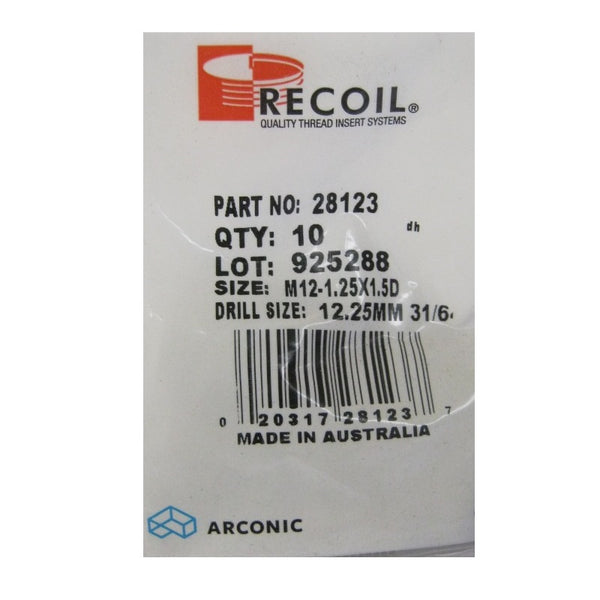 RECOIL®
QUALITY THREAD INSERT SYSTEMS
PART NO: 28123
dh
QTY: 10
LOT: 925288
SIZE: M12-1.25X1.5D
DRILL SIZE: 12.25MM 31/6
0 20317 28123 7
MADE IN AUSTRALIA
ARCONIC